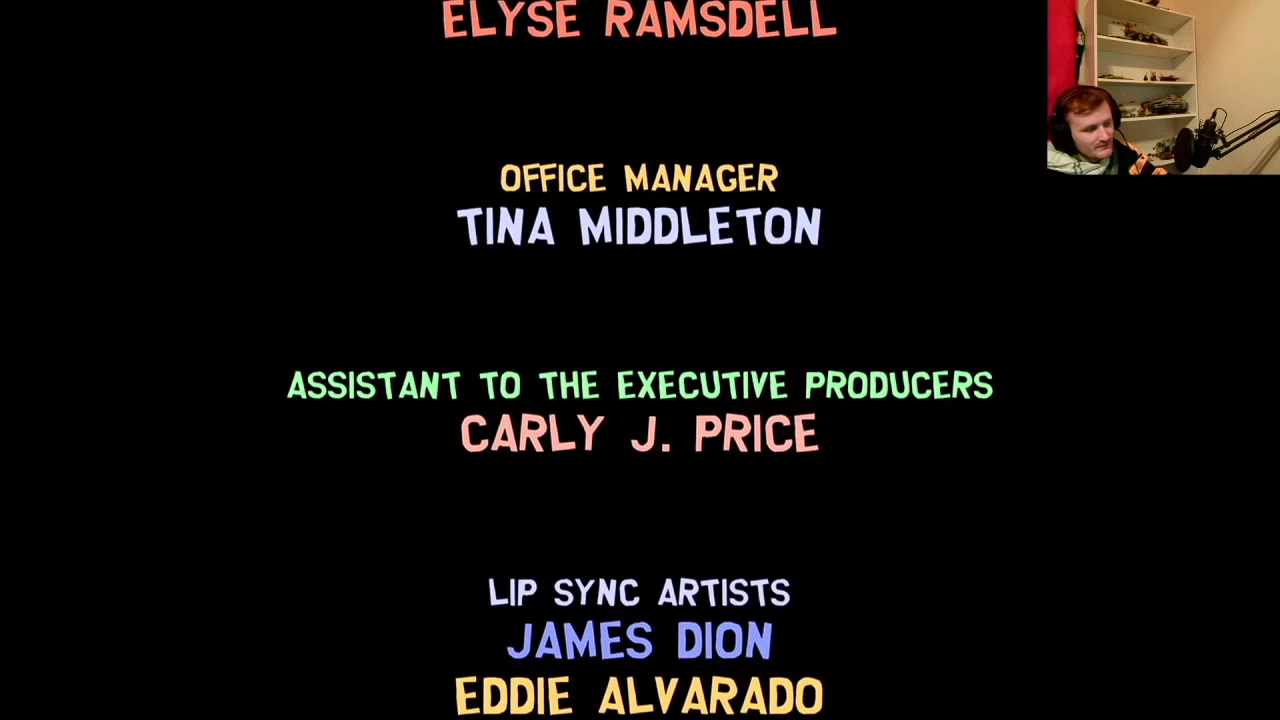 ELYSE RAMSDELL
OFFICE MANAGER
TINA MIDDLETON
ASSISTANT TO THE EXECUTIVE PRODUCERS
CARLY J. PRICE
LIP SYNC ARTISTS
JAMES DION
EDDIE ALVARADO